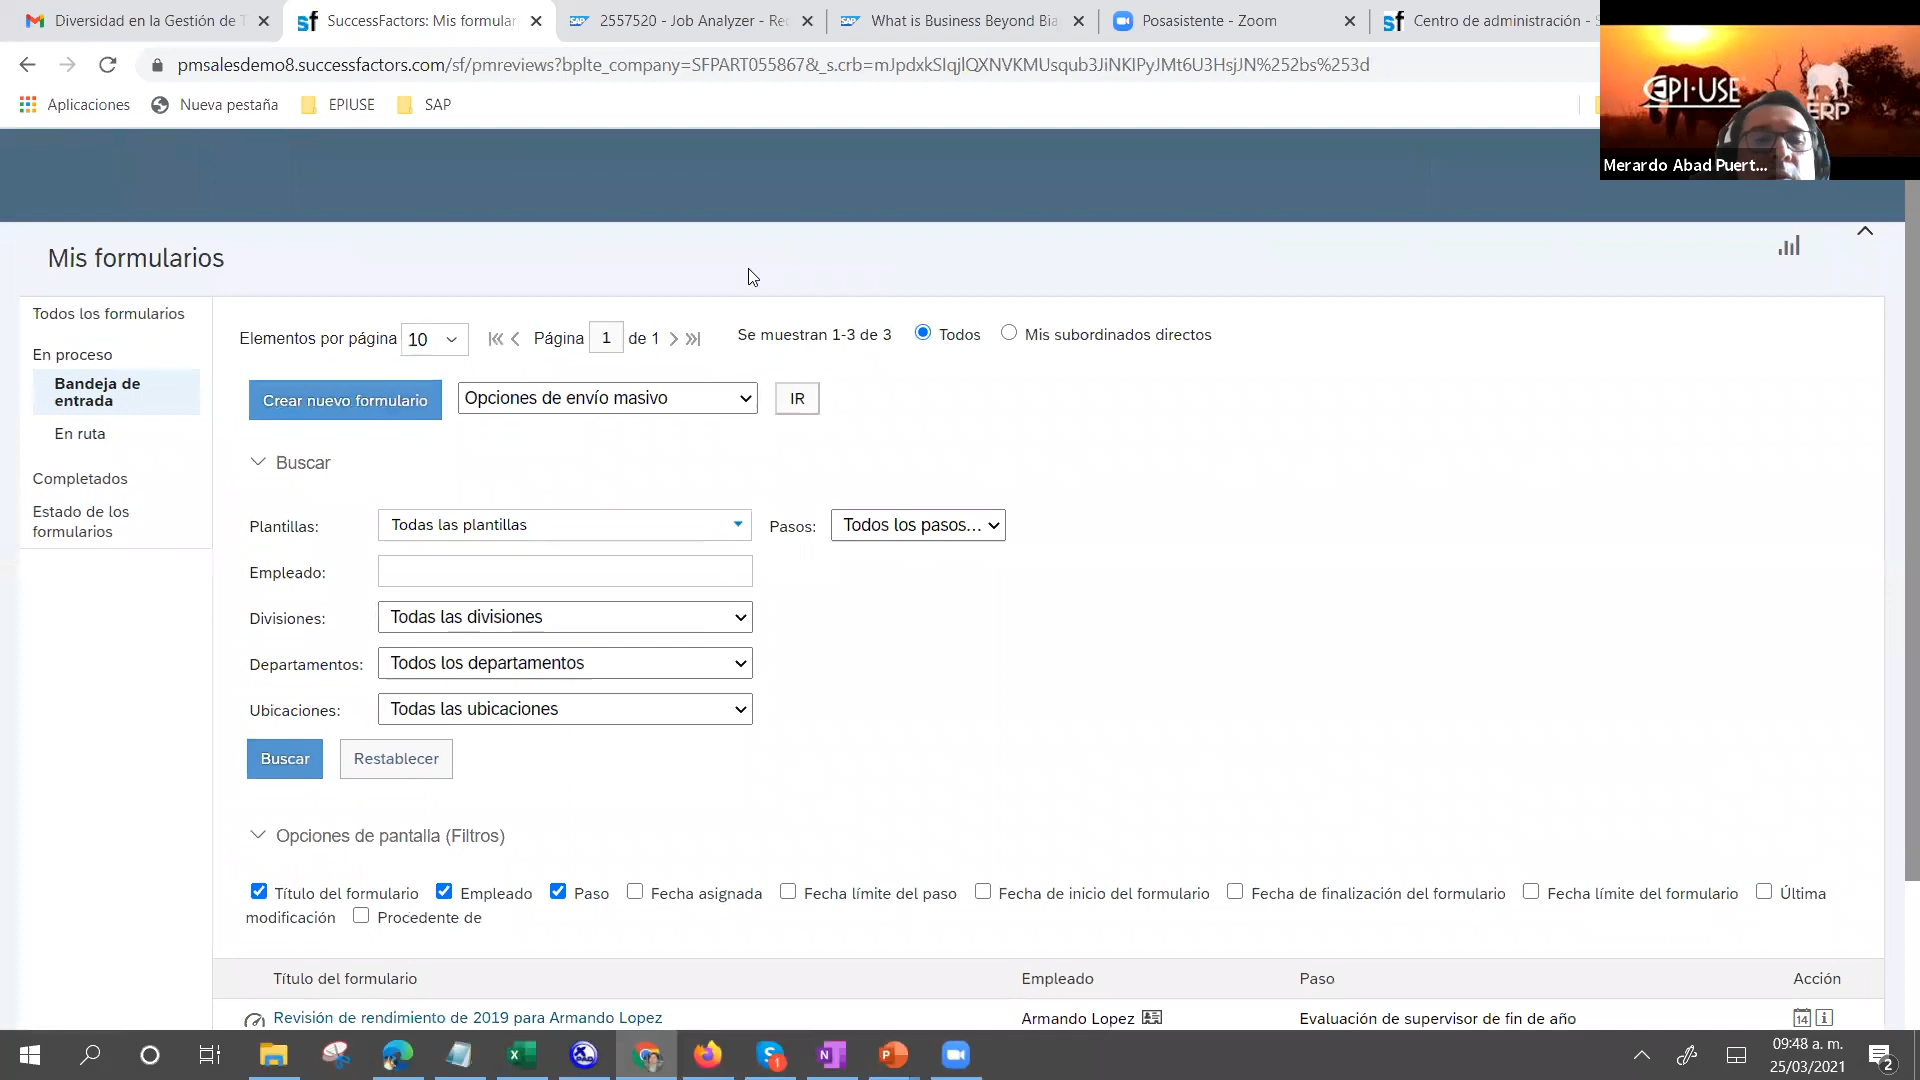 Diversidad en la Gestión de T
SuccessFactors: Mis formular
2557520 - Job Analyzer - Re
What is Business Beyond Bia
Posasistente - Zoom
Centro de administración - S
pmsalesdemo8.successfactors.com/sf/pmreviews?bplte_company=SFPART055867&_s.crb=mJpdxkSIqjlQXNVKMUsqub3JiNKlPyJMt6U3HsjJN%252bs%253d
Aplicaciones
Nueva pestaña
EPIUSE
SAP
EPI-USE
ERP
Merardo Abad Puert...
Mis formularios
Todos los formularios
En proceso
Bandeja de
entrada
En ruta
Completados
Estado de los
formularios
Elementos por página 10 Página 1 de 1 Se muestran 1-3 de 3 Todos Mis subordinados directos
Crear nuevo formulario Opciones de envío masivo IR
Buscar
Plantillas: Todas las plantillas Pasos: Todos los pasos...
Empleado:
Divisiones: Todas las divisiones
Departamentos: Todos los departamentos
Ubicaciones: Todas las ubicaciones
Buscar Restablecer
Opciones de pantalla (Filtros)
Título del formulario Empleado Paso Fecha asignada Fecha límite del paso Fecha de inicio del formulario Fecha de finalización del formulario Fecha límite del formulario Última
modificación Procedente de
Título del formulario Empleado Paso Acción
Revisión de rendimiento de 2019 para Armando Lopez Armando Lopez Evaluación de supervisor de fin de año 14
09:48 a. m.
25/03/2021
2